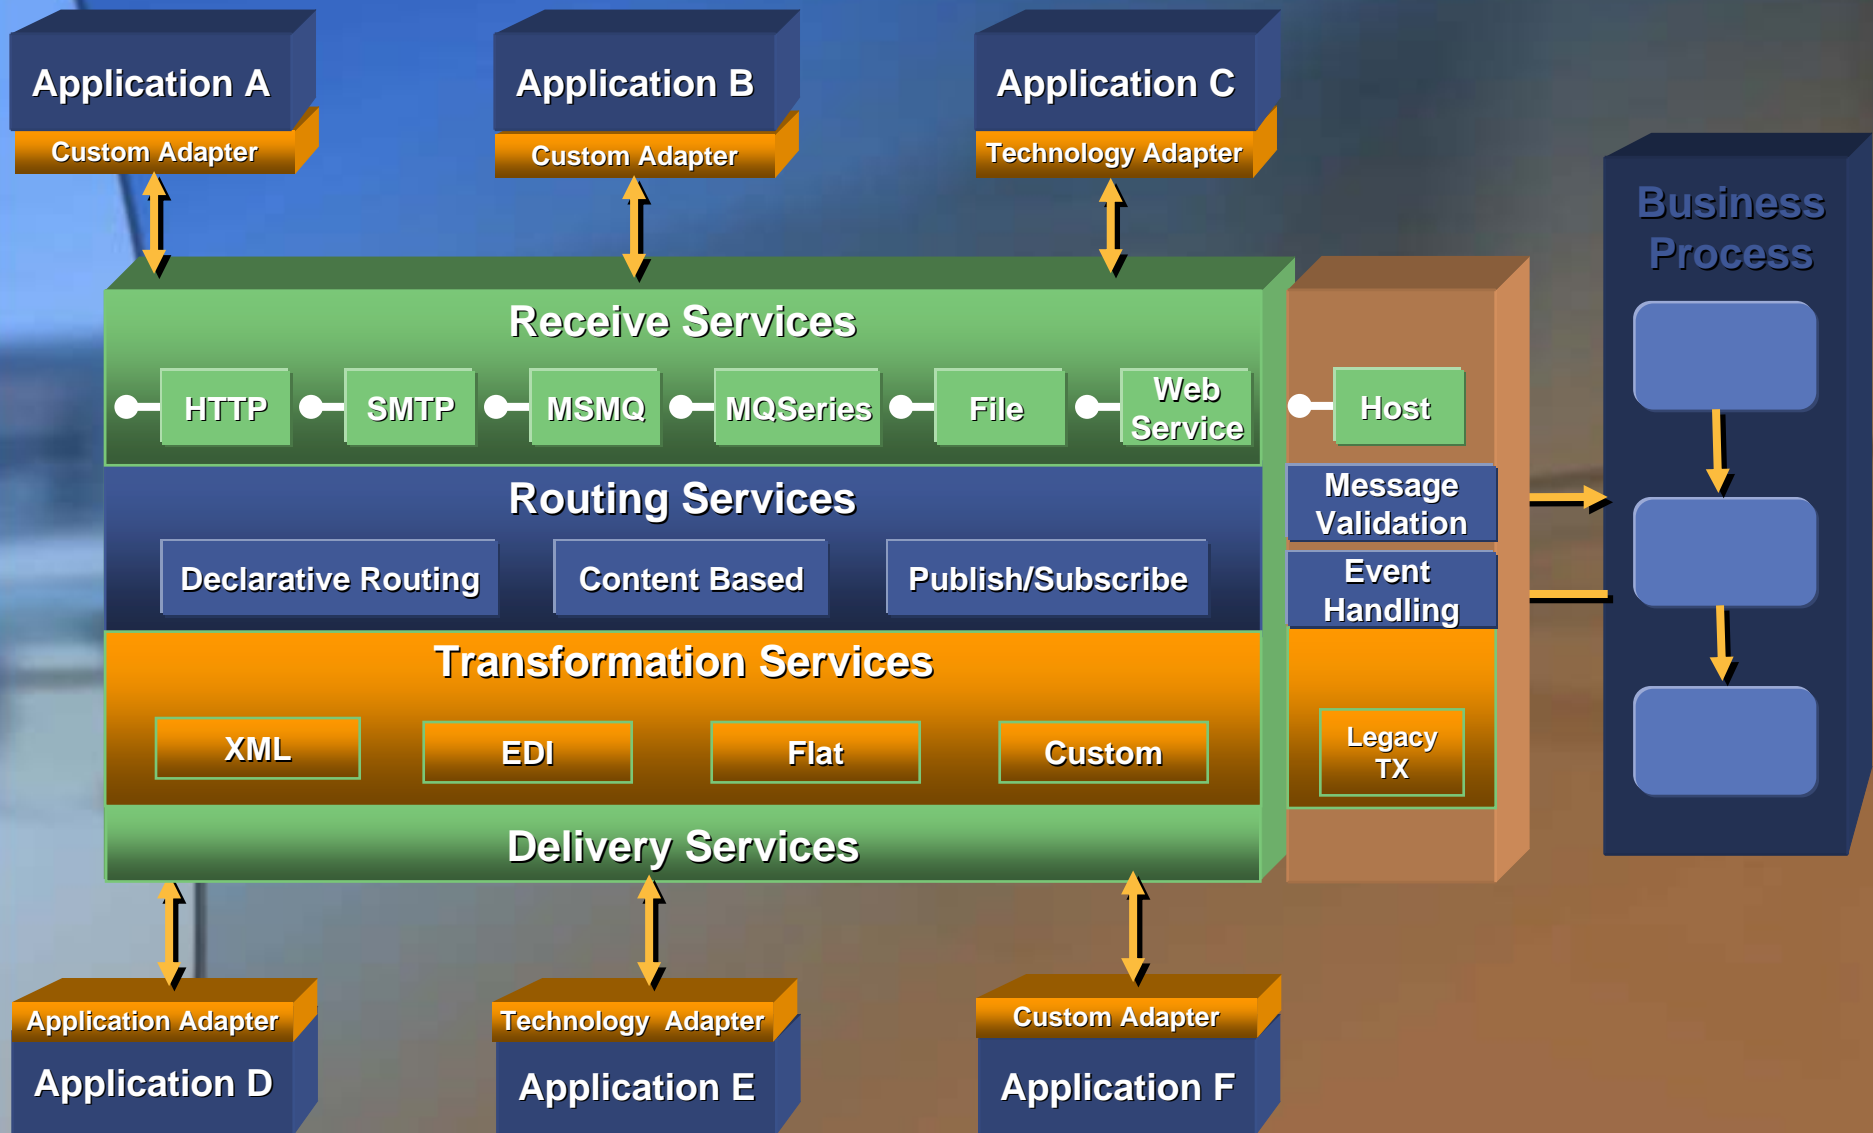 Application A
Custom Adapter
Application B
Custom Adapter
Application C
Technology Adapter
Business
Process
Receive Services
HTTP
SMTP
MSMQ
MQSeries
File
Web
Service
Host
Routing Services
Declarative Routing
Content Based
Publish/Subscribe
Message
Validation
Event
Handling
Transformation Services
XML
EDI
Flat
Custom
Legacy
TX
Delivery Services
Application Adapter
Application D
Technology Adapter
Application E
Custom Adapter
Application F